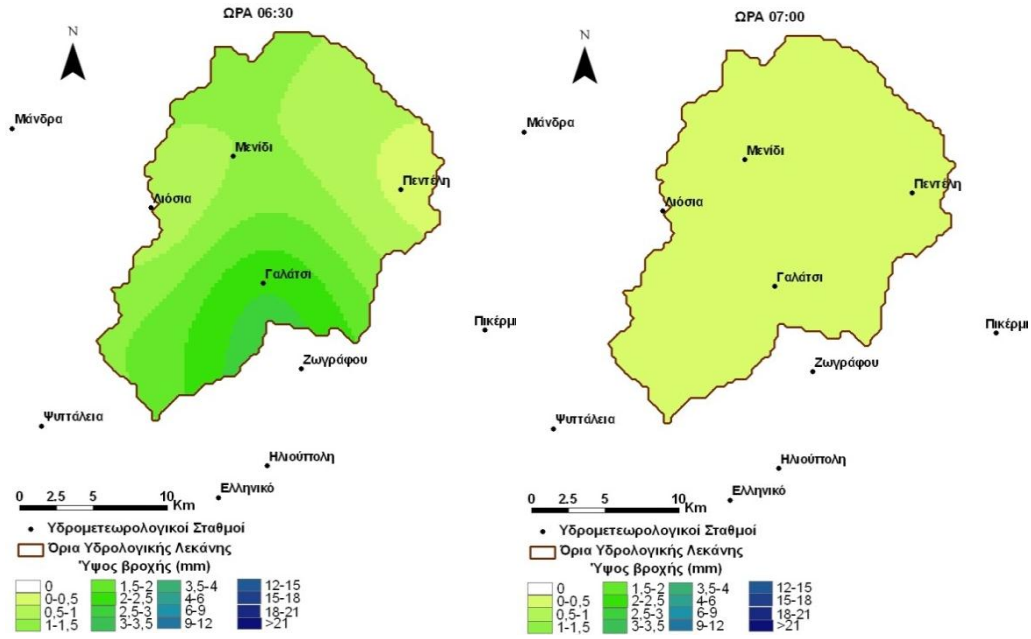 ΩΡΑ 06:30
N
Μάνδρα
Μενίδι
Πεντέλη
Λιόσια
Γαλάτσι
Πικέρμι
Ζωγράφου
Ψυττάλεια
Ηλιούπολη
Ελληνικό
0 2.5 5 10
Km
Υδρομετεωρολογικοί Σταθμοί
Όρια Υδρολογικής Λεκάνης
Ύψος βροχής (mm)
0 1,5-2 3,5-4 12-15
0-0,5 2-2,5 4-6 15-18
0,5-1 2,5-3 6-9 18-21
1-1,5 3-3,5 9-12 >21
ΩΡΑ 07:00
N
Μάνδρα
Μενίδι
Πεντέλη
Λιόσια
Γαλάτσι
Πικέρμι
Ζωγράφου
Ψυττάλεια
Ηλιούπολη
Ελληνικό
0 2.5 5 10
Km
Υδρομετεωρολογικοί Σταθμοί
Όρια Υδρολογικής Λεκάνης
Ύψος βροχής (mm)
0 1,5-2 3,5-4 12-15
0-0,5 2-2,5 4-6 15-18
0,5-1 2,5-3 6-9 18-21
1-1,5 3-3,5 9-12 >21